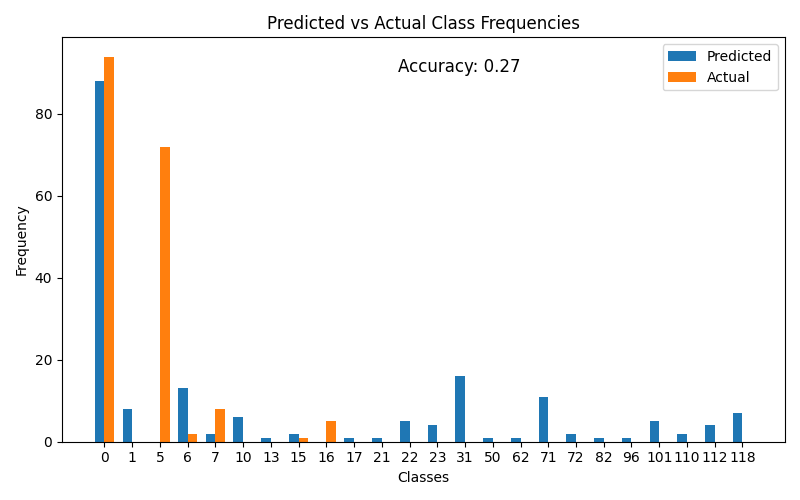 Predicted vs Actual Class Frequencies
Accuracy: 0.27
Predicted
Actual
Frequency
80
60
40
20
0
0 1 5 6 7 10 13 15 16 17 21 22 23 31 50 62 71 72 82 96 101 110 112 118
Classes